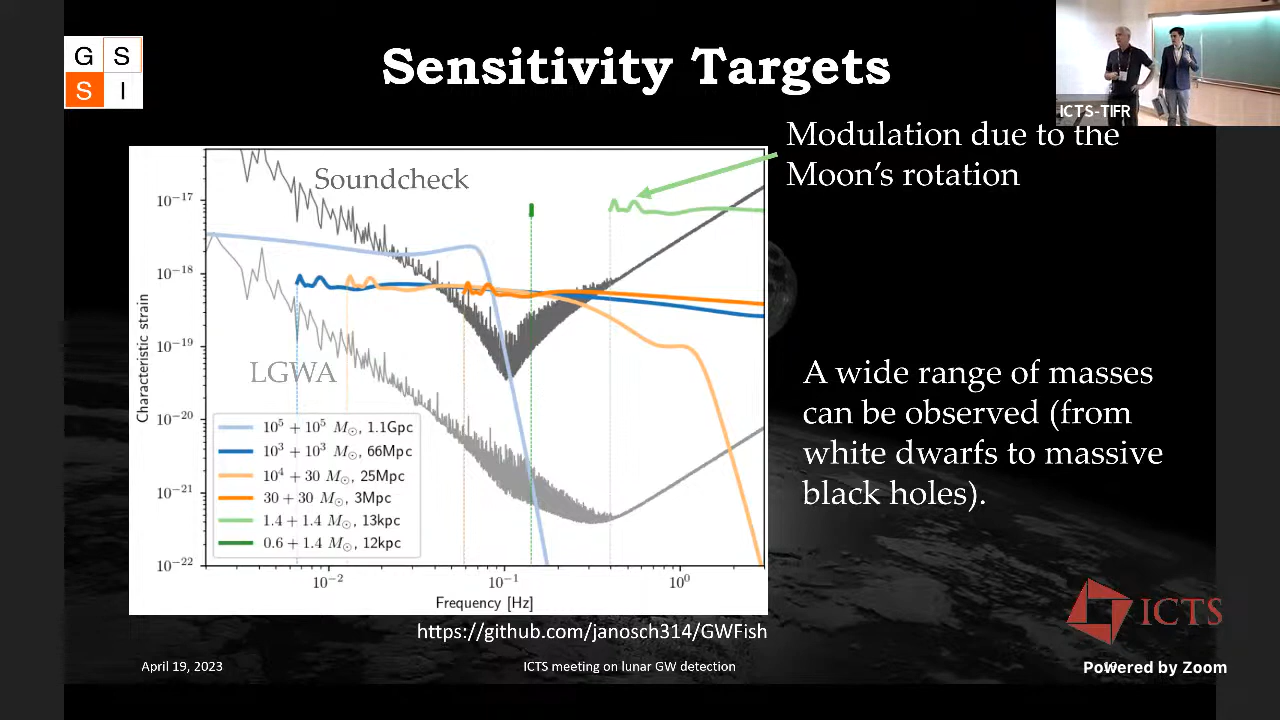 G S
S I
Sensitivity Targets
ICTS-TIFR
Modulation due to the
Moon's rotation
Soundcheck
LGWA
Characteristic strain
10⁻¹⁷
10⁻¹⁸
10⁻¹⁹
10⁻²⁰
10⁻²¹
10⁻²²
10⁵ + 10⁵ M☉, 1.1Gpc
10³ + 10³ M☉, 66Mpc
10⁴ + 30 M☉, 25Mpc
30 + 30 M☉, 3Mpc
1.4 + 1.4 M☉, 13kpc
0.6 + 1.4 M☉, 12kpc
10⁻² 10⁻¹ 10⁰
Frequency [Hz]
A wide range of masses
can be observed (from
white dwarfs to massive
black holes).
https://github.com/janosch314/GWFish
ICTS
April 19, 2023
ICTS meeting on lunar GW detection
Powered by Zoom